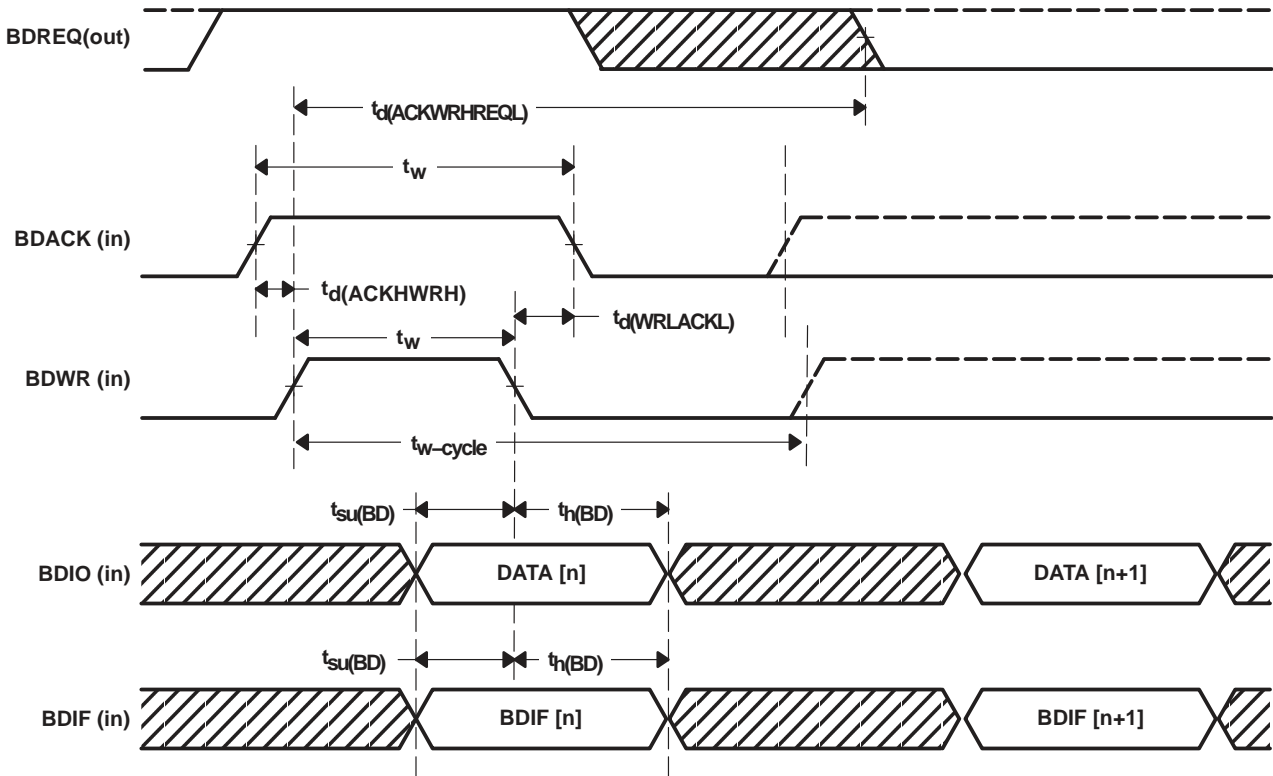 BDREQ(out)
td(ACKWRHREQL)
tw
BDACK (in)
td(ACKHWRH)
td(WRLACKL)
tw
BDWR (in)
tw–cycle
tsu(BD) th(BD)
BDIO (in) DATA [n] DATA [n+1]
tsu(BD) th(BD)
BDIF (in) BDIF [n] BDIF [n+1]